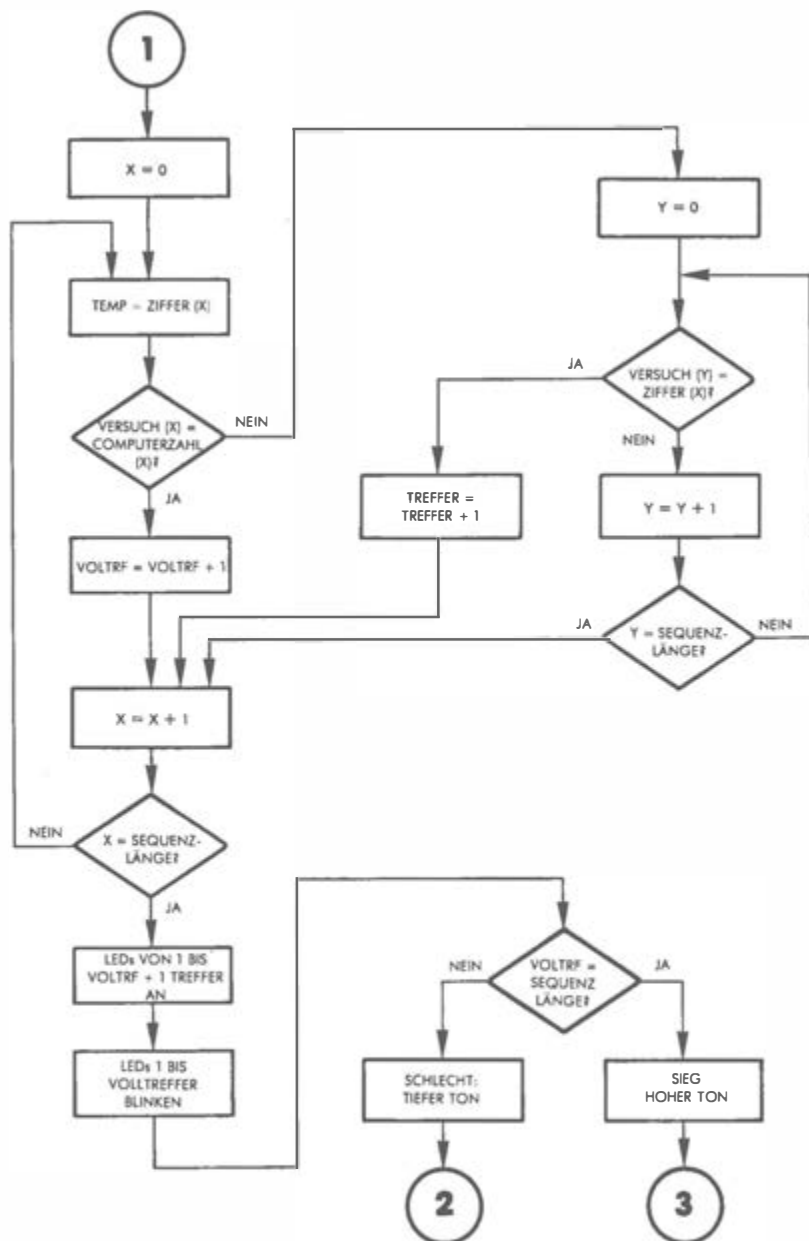 1
X = 0
TEMP – ZIFFER (X)
VERSUCH (X) =
COMPUTERZAHL
(X)?
NEIN
JA
VOLTRF = VOLTRF + 1
X = X + 1
NEIN
X = SEQUENZ-
LÄNGE?
JA
LEDs VON 1 BIS
VOLTRF + 1 TREFFER
AN
LEDs 1 BIS
VOLLTREFFER
BLINKEN
Y = 0
JA
VERSUCH (Y) –
ZIFFER (X)?
NEIN
TREFFER =
TREFFER + 1
Y = Y + 1
JA
Y = SEQUENZ-
LÄNGE?
NEIN
NEIN
VOLTRF =
SEQUENZ
LÄNGE?
JA
SCHLECHT:
TIEFER TON
SIEG
HOHER TON
2
3